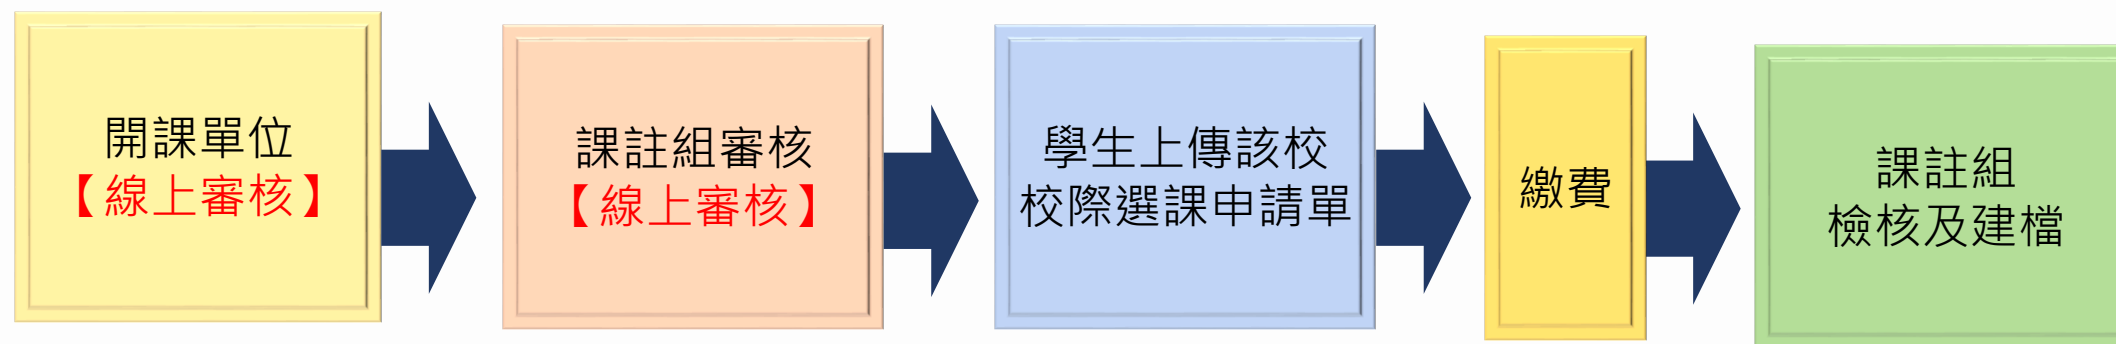 開課單位
【線上審核】
課註組審核
【線上審核】
學生上傳該校
校際選課申請單
繳費
課註組
檢核及建檔